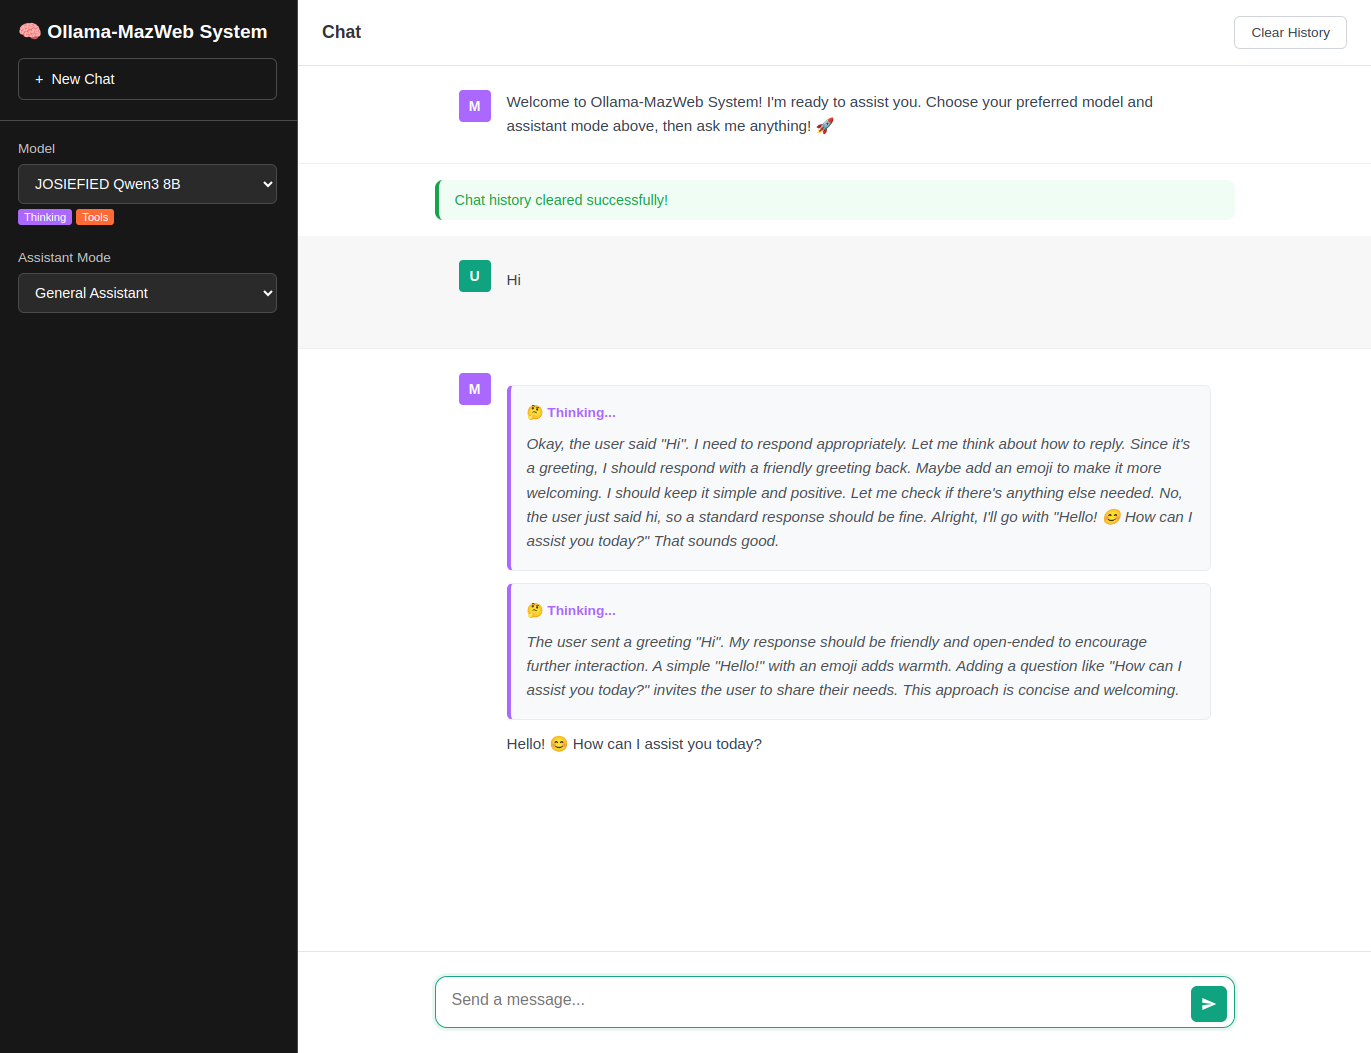 🧠 Ollama-MazWeb System
+ New Chat
Model
JOSIEFIED Qwen3 8B
Thinking Tools
Assistant Mode
General Assistant
Chat
Clear History
M
Welcome to Ollama-MazWeb System! I'm ready to assist you. Choose your preferred model and
assistant mode above, then ask me anything! 🚀
Chat history cleared successfully!
U
Hi
M
🤔 Thinking...
Okay, the user said "Hi". I need to respond appropriately. Let me think about how to reply. Since it's
a greeting, I should respond with a friendly greeting back. Maybe add an emoji to make it more
welcoming. I should keep it simple and positive. Let me check if there's anything else needed. No,
the user just said hi, so a standard response should be fine. Alright, I'll go with "Hello! 😊 How can I
assist you today?" That sounds good.
🤔 Thinking...
The user sent a greeting "Hi". My response should be friendly and open-ended to encourage
further interaction. A simple "Hello!" with an emoji adds warmth. Adding a question like "How can I
assist you today?" invites the user to share their needs. This approach is concise and welcoming.
Hello! 😊 How can I assist you today?
Send a message...